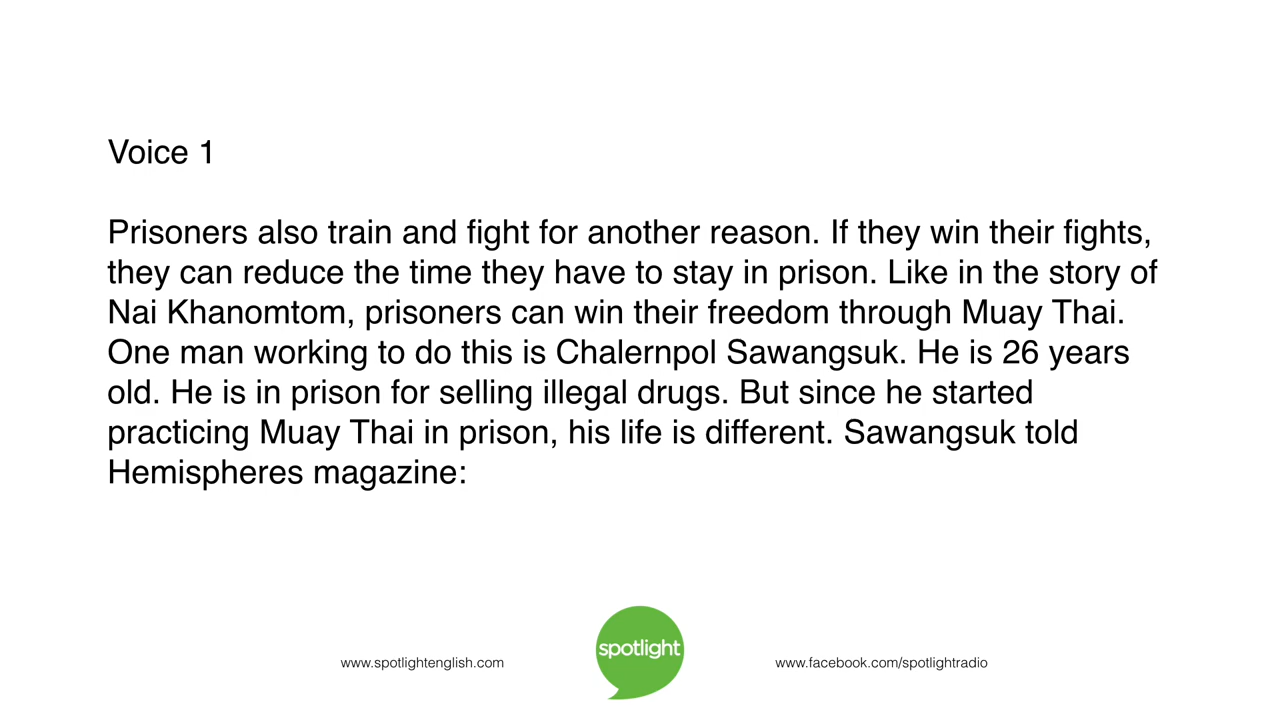 Voice 1
Prisoners also train and fight for another reason. If they win their fights,
they can reduce the time they have to stay in prison. Like in the story of
Nai Khanomtom, prisoners can win their freedom through Muay Thai.
One man working to do this is Chalernpol Sawangsuk. He is 26 years
old. He is in prison for selling illegal drugs. But since he started
practicing Muay Thai in prison, his life is different. Sawangsuk told
Hemispheres magazine:
www.spotlightenglish.com
spotlight
www.facebook.com/spotlightradio